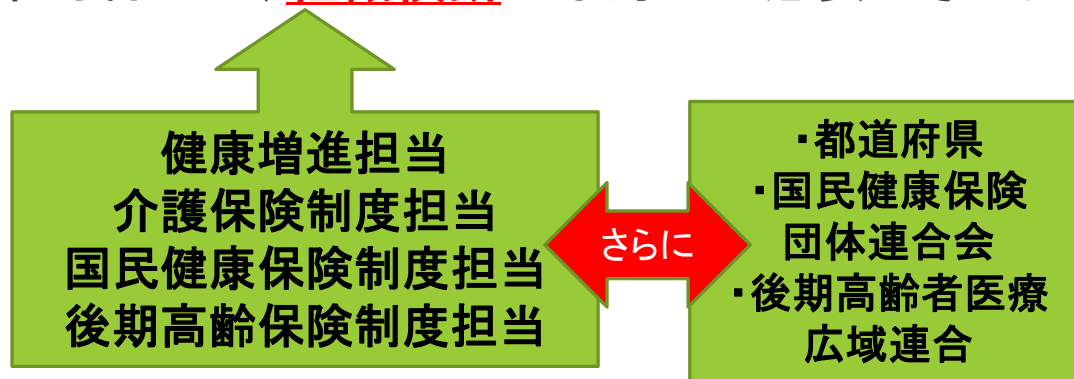 健康増進担当
介護保険制度担当
国民健康保険制度担当
後期高齢保険制度担当
さらに
・都道府県
・国民健康保険
団体連合会
・後期高齢者医療
広域連合